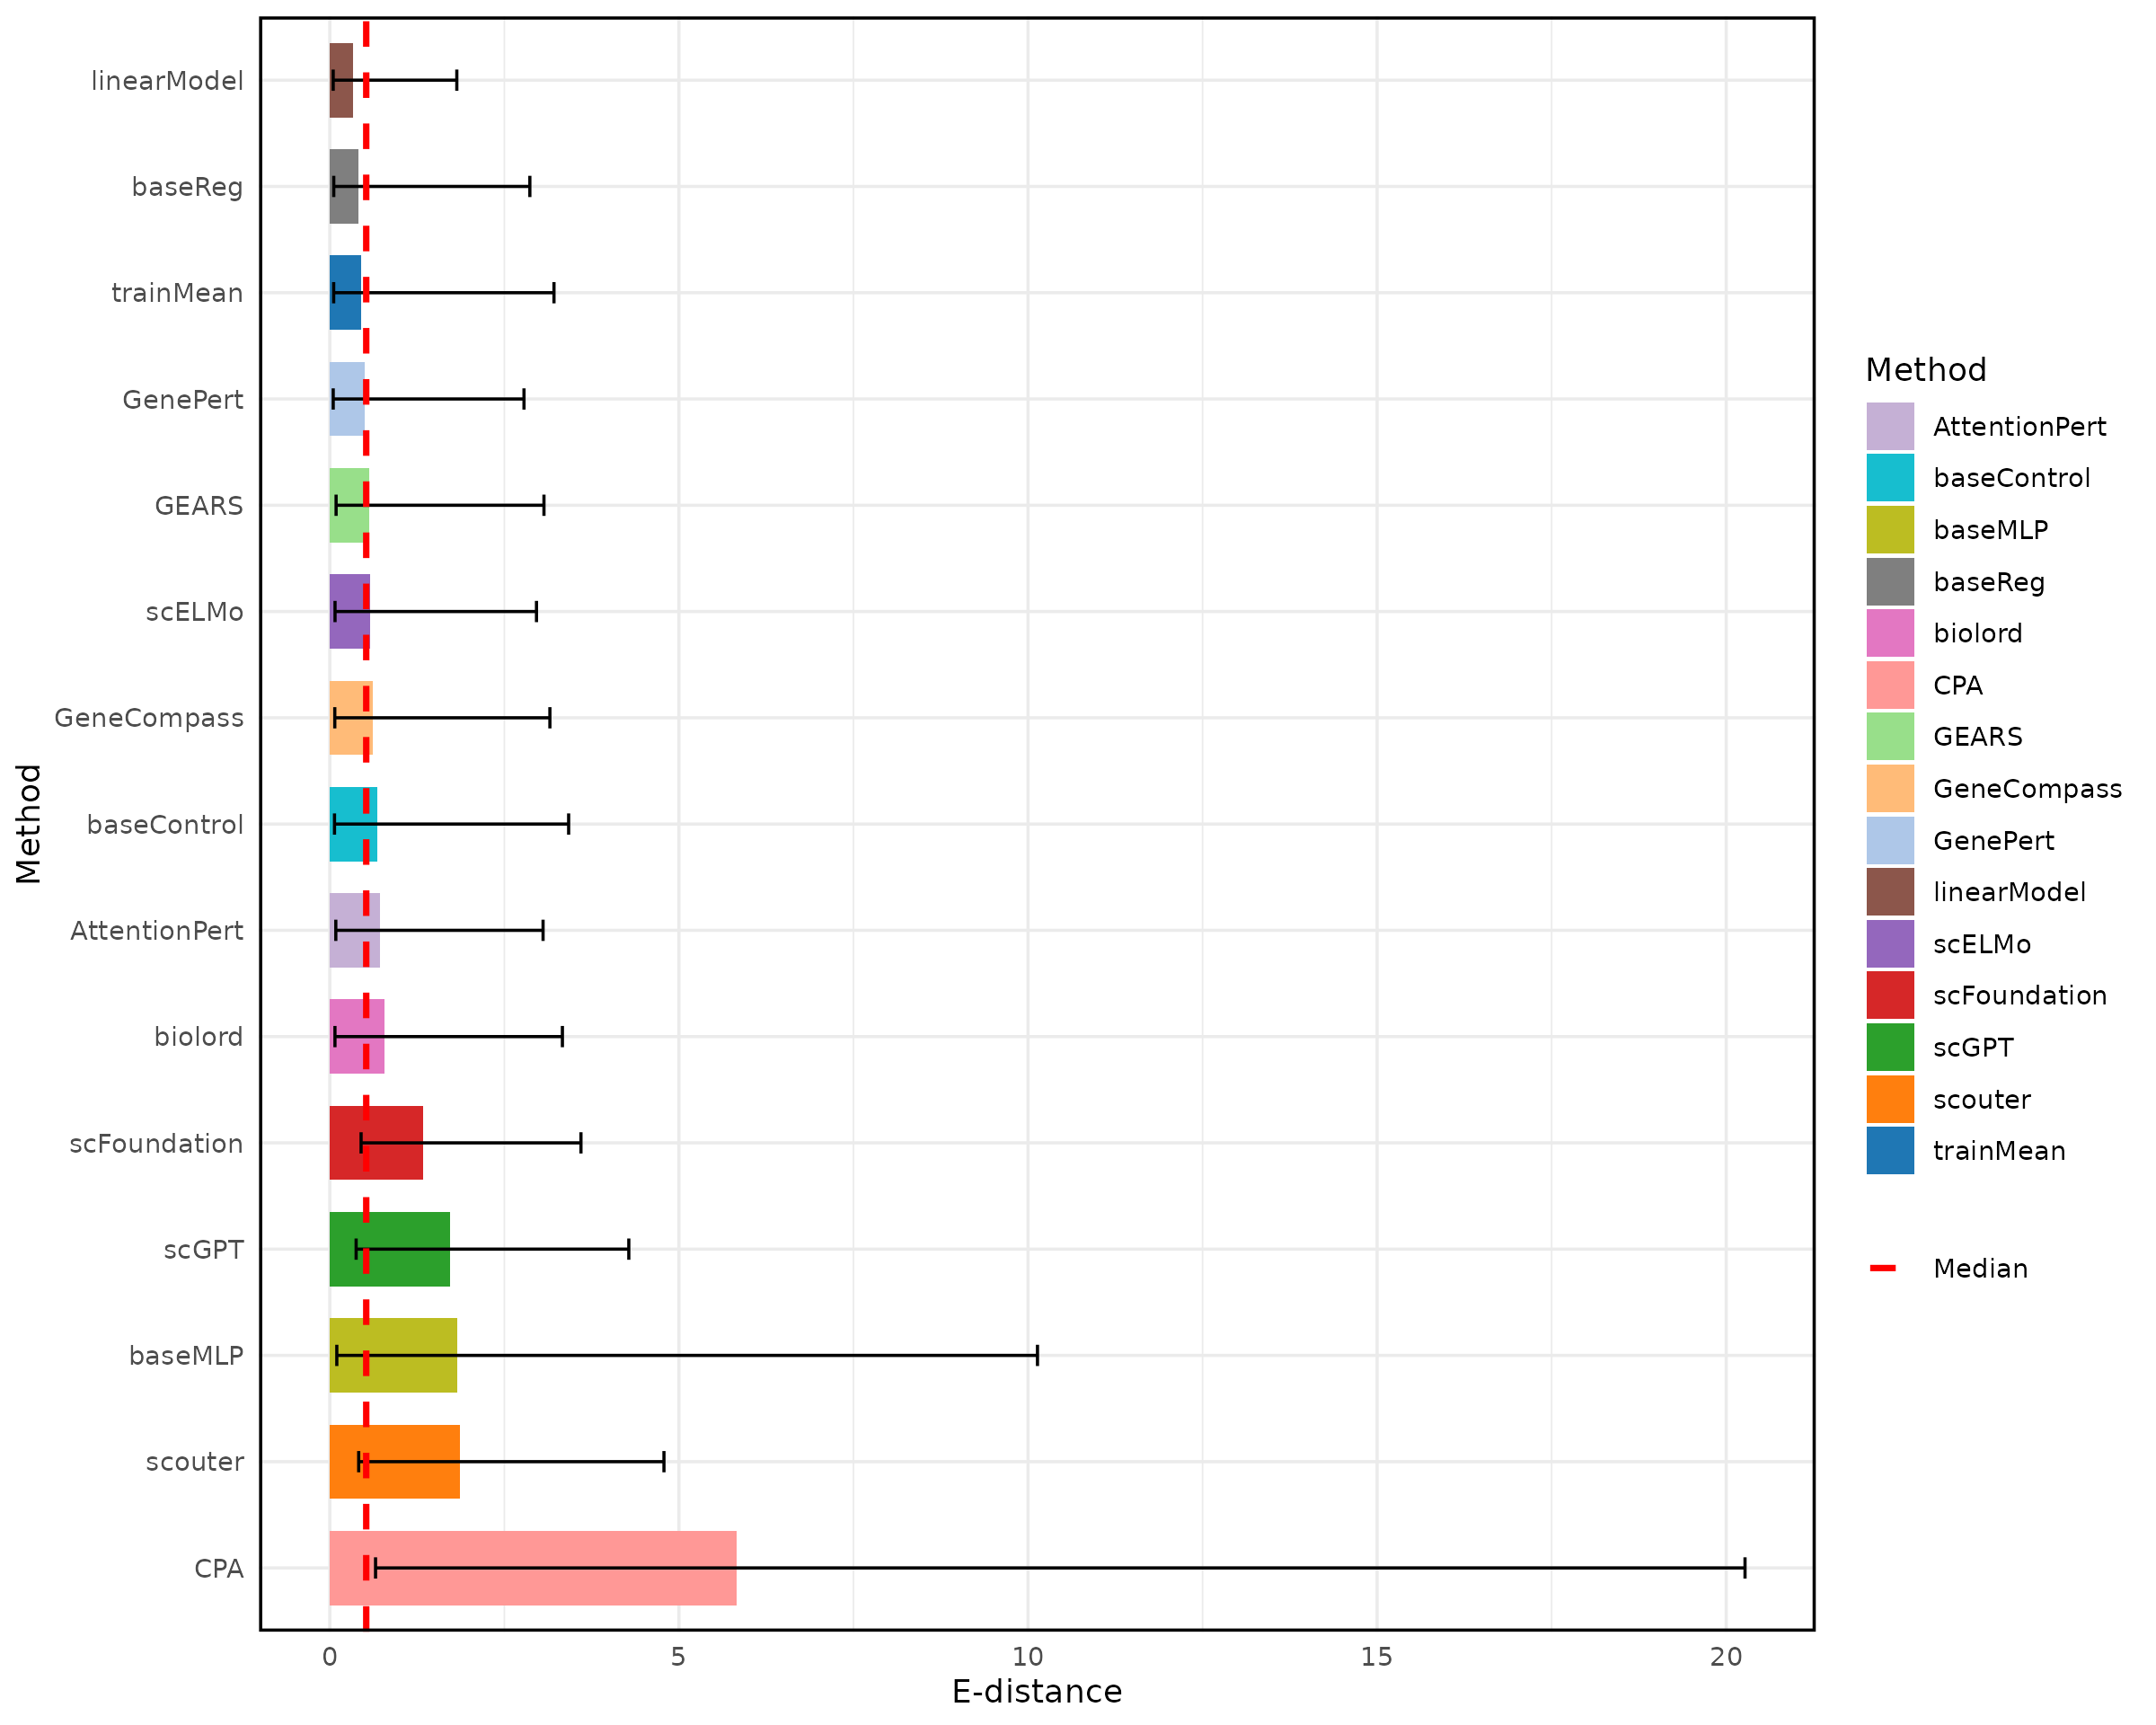 linearModel
baseReg
trainMean
GenePert
GEARS
scELMo
GeneCompass
baseControl
AttentionPert
biolord
scFoundation
scGPT
baseMLP
scouter
CPA
Method
0 5 10 15 20
E-distance
Method
AttentionPert
baseControl
baseMLP
baseReg
biolord
CPA
GEARS
GeneCompass
GenePert
linearModel
scELMo
scFoundation
scGPT
scouter
trainMean
Median